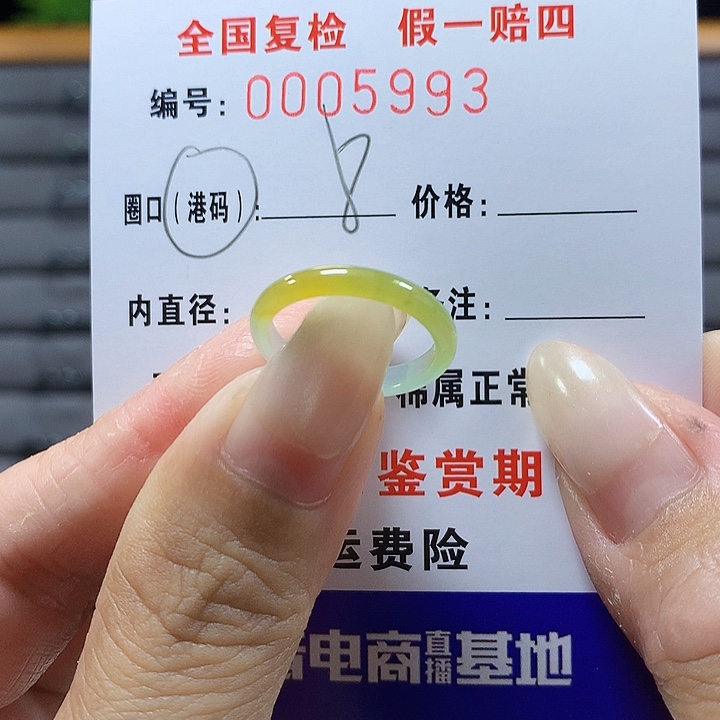 全国复检 假一赔四
编号: 0005993
圈口(港码): 8 价格:
内直径: 注:
棉属正常
鉴赏期
运费险
电商直播基地